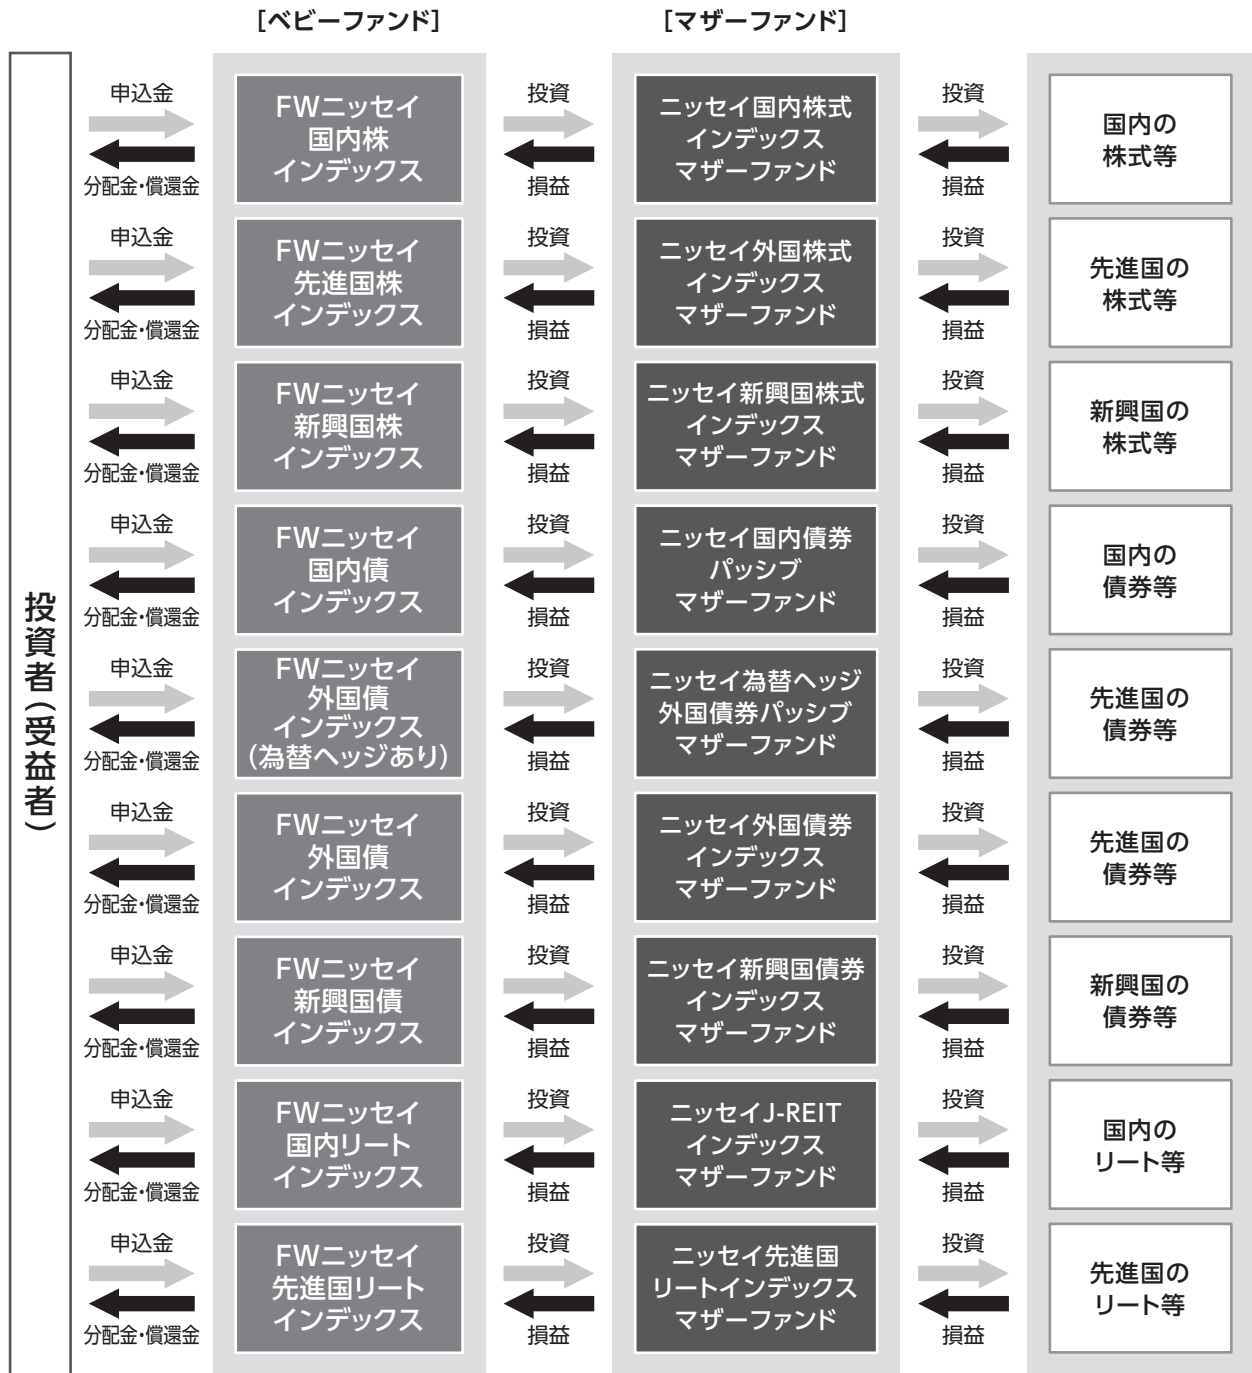 ［ベビーファンド］
［マザーファンド］
投資者（受益者）
申込金
分配金・償還金
FWニッセイ
国内株
インデックス
投資
損益
ニッセイ国内株式
インデックス
マザーファンド
投資
損益
国内の
株式等
申込金
分配金・償還金
FWニッセイ
先進国株
インデックス
投資
損益
ニッセイ外国株式
インデックス
マザーファンド
投資
損益
先進国の
株式等
申込金
分配金・償還金
FWニッセイ
新興国株
インデックス
投資
損益
ニッセイ新興国株式
インデックス
マザーファンド
投資
損益
新興国の
株式等
申込金
分配金・償還金
FWニッセイ
国内債
インデックス
投資
損益
ニッセイ国内債券
パッシブ
マザーファンド
投資
損益
国内の
債券等
申込金
分配金・償還金
FWニッセイ
外国債
インデックス
（為替ヘッジあり）
投資
損益
ニッセイ為替ヘッジ
外国債券パッシブ
マザーファンド
投資
損益
先進国の
債券等
申込金
分配金・償還金
FWニッセイ
外国債
インデックス
投資
損益
ニッセイ外国債券
インデックス
マザーファンド
投資
損益
先進国の
債券等
申込金
分配金・償還金
FWニッセイ
新興国債
インデックス
投資
損益
ニッセイ新興国債券
インデックス
マザーファンド
投資
損益
新興国の
債券等
申込金
分配金・償還金
FWニッセイ
国内リート
インデックス
投資
損益
ニッセイJ-REIT
インデックス
マザーファンド
投資
損益
国内の
リート等
申込金
分配金・償還金
FWニッセイ
先進国リート
インデックス
投資
損益
ニッセイ先進国
リートインデックス
マザーファンド
投資
損益
先進国の
リート等